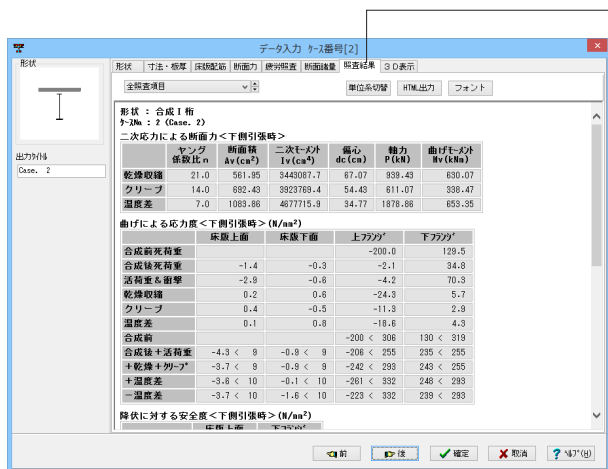 データ入力 ケース番号[2]
形状
出力ﾀｲﾄﾙ
Case. 2
形状 寸法・板厚 床版配筋 断面力 疲労照査 断面諸量 照査結果 3D表示
全照査項目 単位系切替 HTML出力 フォント
形状 : 合成I桁
ｹｰｽNo : 2 (Case. 2)
二次応力による断面力<下側引張時>
ヤング係数比 n 断面積 Av(cm²) 二次ﾓｰﾒﾝﾄ Iv(cm⁴) 偏心 dc(cm) 軸力 P(kN) 曲げﾓｰﾒﾝﾄ Mv(kNm)
乾燥収縮 21.0 561.95 3443087.7 67.07 939.43 630.07
クリープ 14.0 692.43 3923769.4 54.43 611.07 338.47
温度差 7.0 1083.86 4677715.9 34.77 1878.86 653.35
曲げによる応力度<下側引張時>(N/mm²)
床版上面 床版下面 上ﾌﾗﾝｼﾞ 下ﾌﾗﾝｼﾞ
合成前死荷重 -200.0 129.5
合成後死荷重 -1.4 -0.3 -2.1 34.8
活荷重&衝撃 -2.9 -0.6 -4.2 70.3
乾燥収縮 0.2 0.6 -24.3 5.7
クリープ 0.4 -0.5 -11.3 2.9
温度差 0.1 0.8 -18.6 4.3
合成前 -200 < 306 130 < 319
合成後+活荷重 -4.3 < 9 -0.9 < 9 -206 < 255 235 < 255
+乾燥+ｸﾘｰﾌﾟ -3.7 < 9 -0.9 < 9 -242 < 293 243 < 255
+温度差 -3.6 < 10 -0.1 < 10 -261 < 332 248 < 293
-温度差 -3.7 < 10 -1.6 < 10 -223 < 332 239 < 293
降伏に対する安全度<下側引張時>(N/mm²)
床版上面 下ﾌﾗﾝｼﾞ
前 後 確定 取消 ? ﾍﾙﾌﾟ(H)